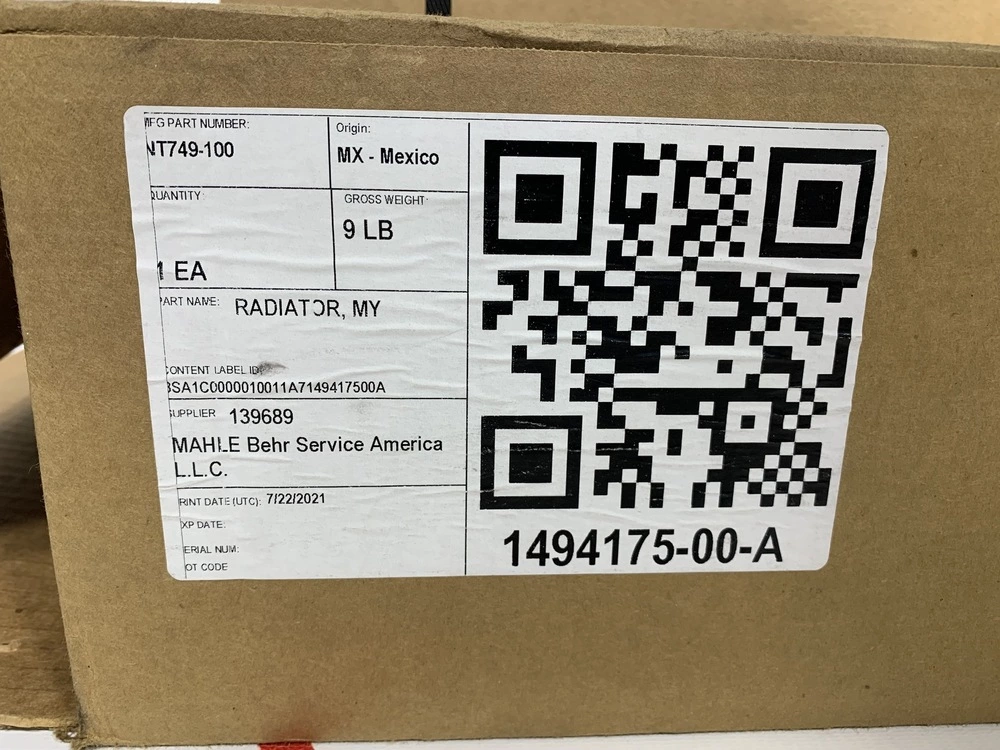 MFG PART NUMBER:
NT749-100
Origin:
MX - Mexico
QUANTITY:
1 EA
GROSS WEIGHT:
9 LB
PART NAME: RADIATOR, MY
CONTENT LABEL ID:
3SA1C0000010011A7149417500A
SUPPLIER 139689
MAHLE Behr Service America
L.L.C.
PRINT DATE (UTC): 7/22/2021
EXP DATE:
SERIAL NUM:
LOT CODE
1494175-00-A